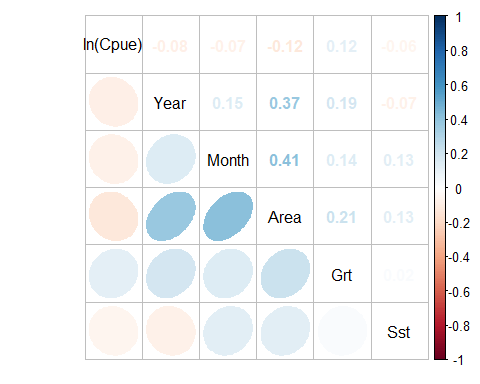 ln(Cpue) -0.08 -0.07 -0.12 0.12 -0.06
Year 0.15 0.37 0.19 -0.07
Month 0.41 0.14 0.13
Area 0.21 0.13
Grt 0.02
Sst
1
0.8
0.6
0.4
0.2
0
-0.2
-0.4
-0.6
-0.8
-1